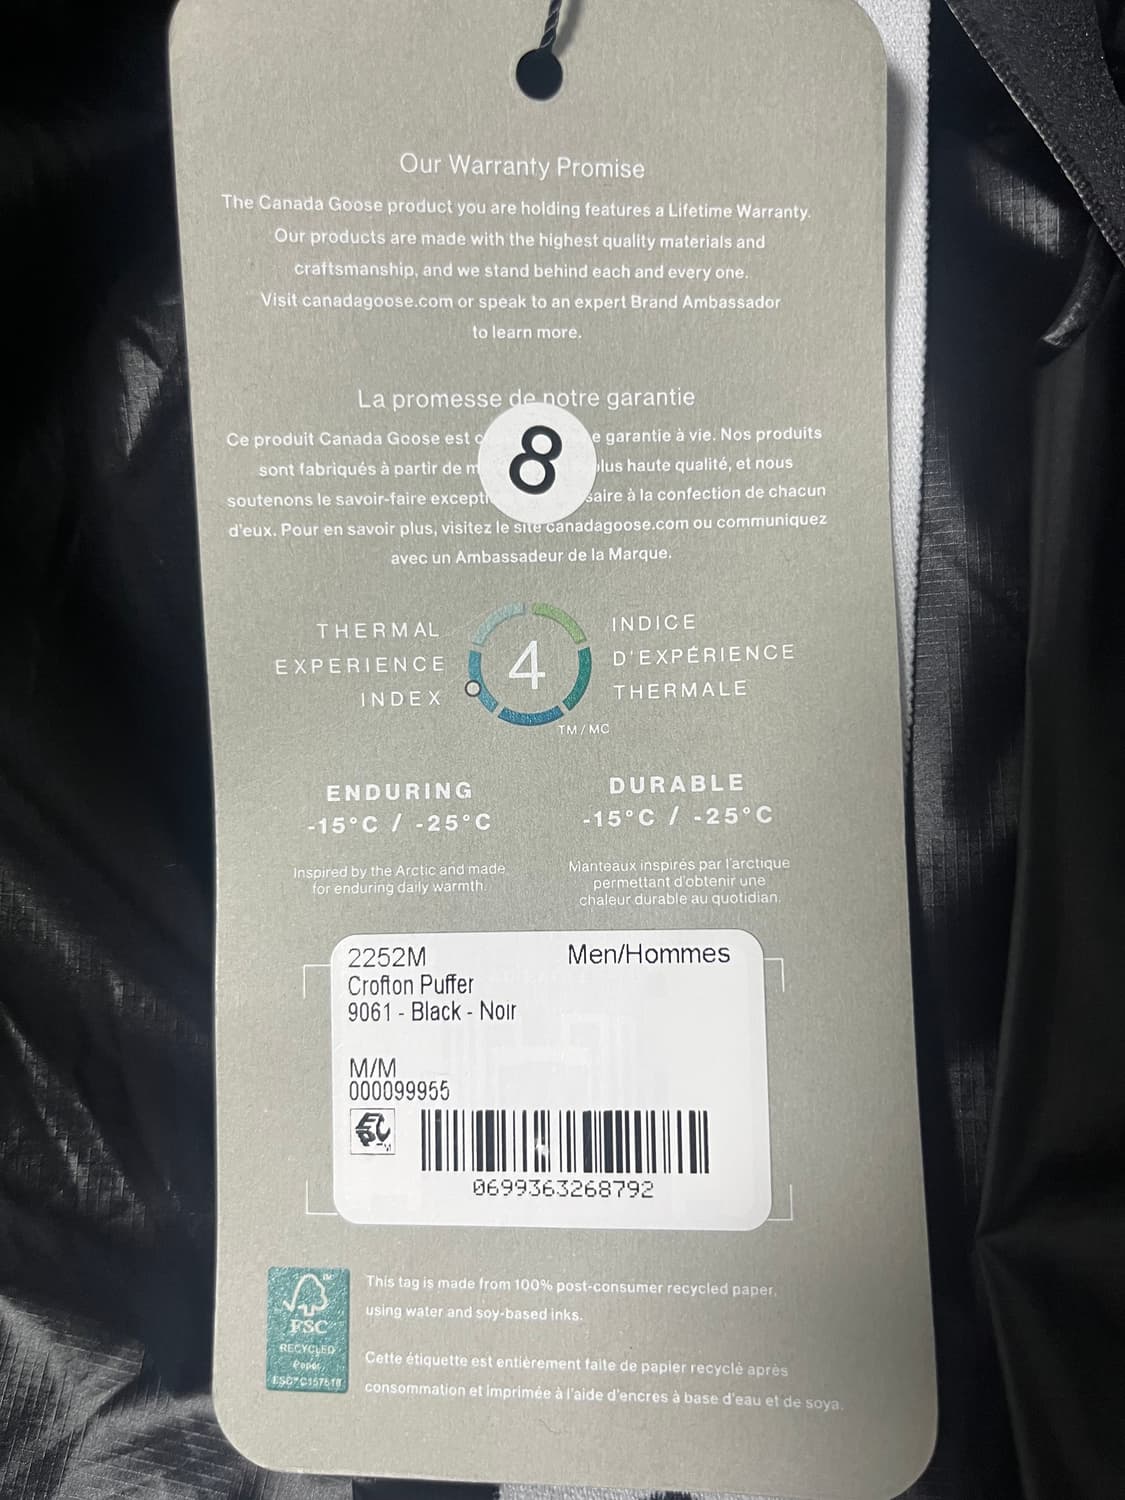 Our Warranty Promise
The Canada Goose product you are holding features a Lifetime Warranty.
Our products are made with the highest quality materials and
craftsmanship, and we stand behind each and every one.
Visit canadagoose.com or speak to an expert Brand Ambassador
to learn more.
La promesse de notre garantie
Ce produit Canada Goose est e garantie à vie. Nos produits
8
sont fabriqués à partir de plus haute qualité, et nous
soutenons le savoir-faire à la confection de chacun
d'eux. Pour en savoir plus, visitez le site canadagoose.com ou communiquez
avec un Ambassadeur de la Marque.
THERMAL
EXPERIENCE
INDEX
4
TM/MC
INDICE
D'EXPÉRIENCE
THERMALE
ENDURING
-15°C / -25°C
Inspired by the Arctic and made
for enduring daily warmth.
DURABLE
-15°C / -25°C
Manteaux inspirés par l'arctique
permettant d'obtenir une
chaleur durable au quotidian.
2252M Men/Hommes
Crofton Puffer
9061 - Black - Noir
M/M
000099955
0699363268792
FSC
RECYCLED
Paper
This tag is made from 100% post-consumer recycled paper,
using water and soy-based inks.
Cette étiquette est entièrement faite de papier recyclé après
consommation et imprimée à l'aide d'encres à base d'eau et de soya.